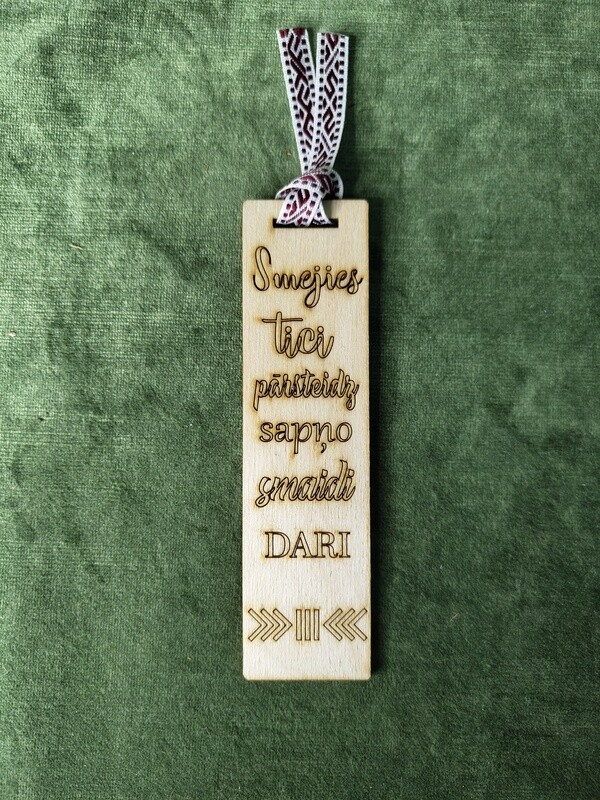 Smejies
tici
pārsteidz
sapņo
smaidi
DARI